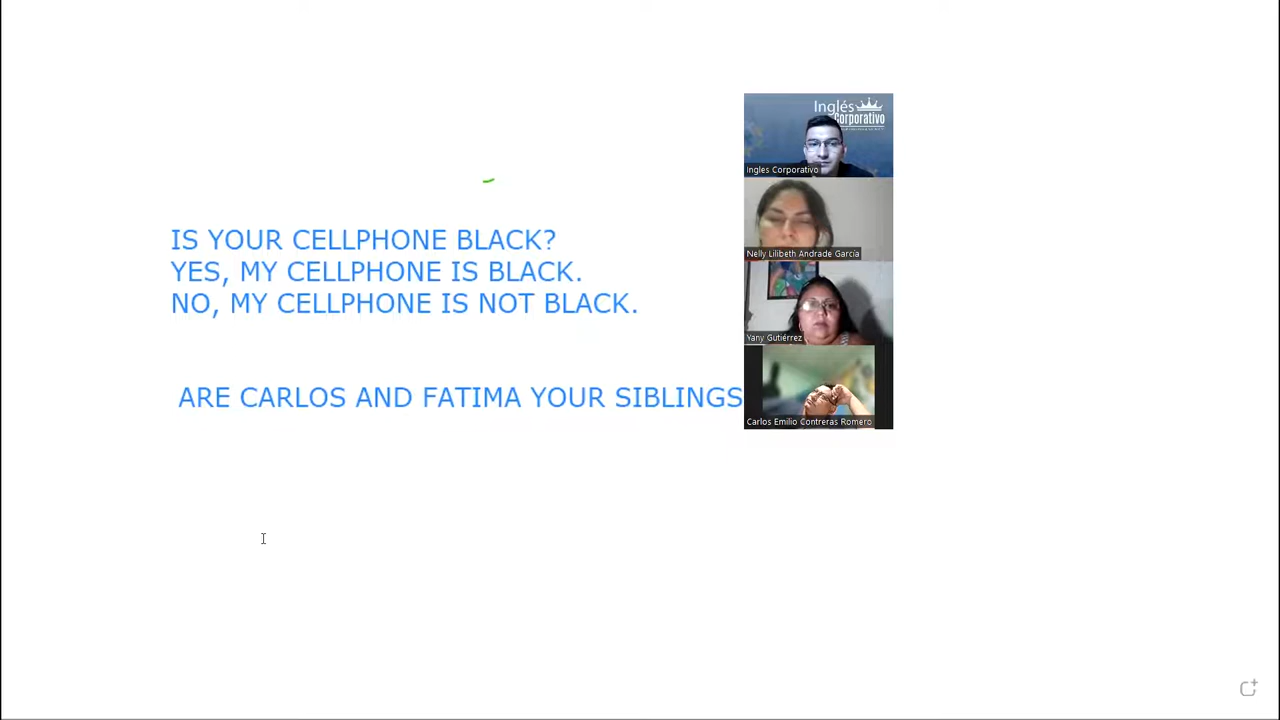 Inglés
Corporativo
Ingles Corporativo
Nelly Lilibeth Andrade Garcia
IS YOUR CELLPHONE BLACK?
YES, MY CELLPHONE IS BLACK.
NO, MY CELLPHONE IS NOT BLACK.
Yany Gutiérrez
ARE CARLOS AND FATIMA YOUR SIBLINGS
Carlos Emilio Contreras Romero